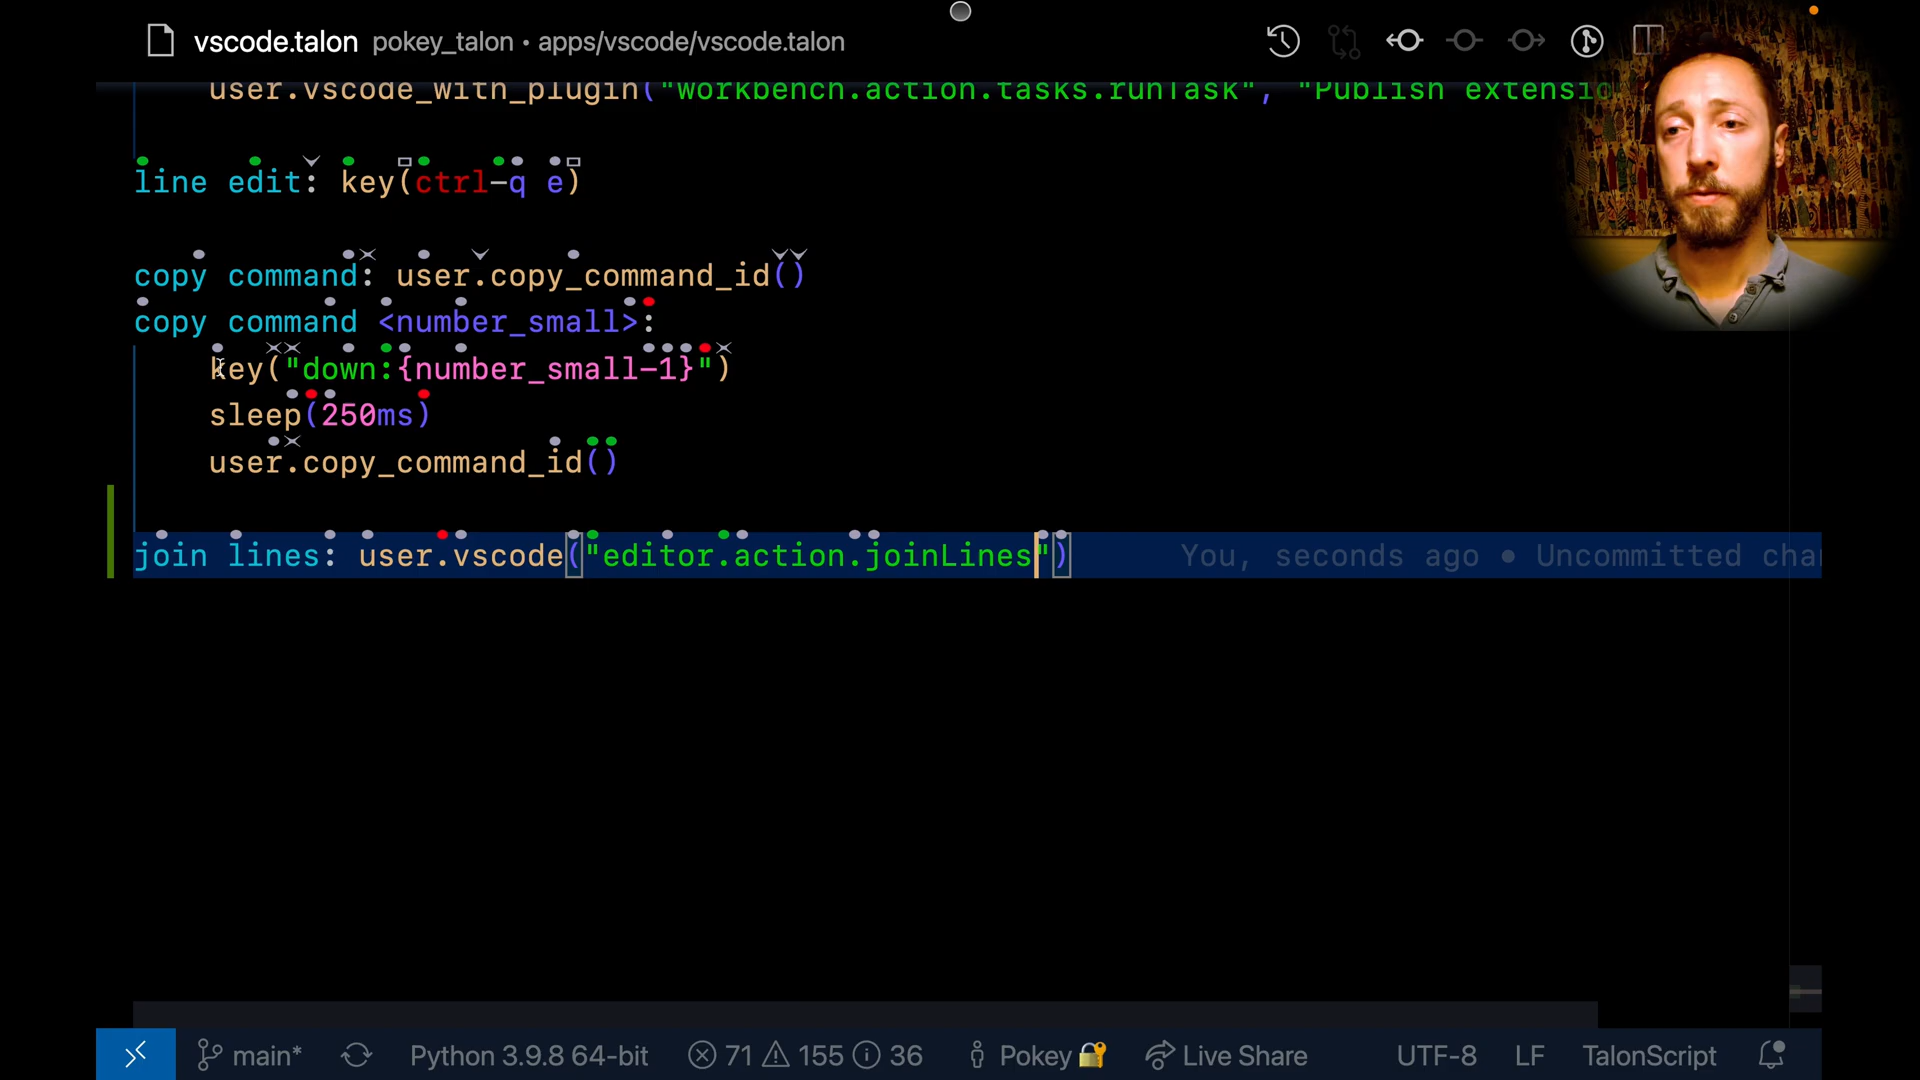 vscode.talon pokey_talon • apps/vscode/vscode.talon
user.vscode_with_plugin("workbench.action.tasks.runTask", "Publish extensio
line edit: key(ctrl-q e)
copy command: user.copy_command_id()
copy command <number_small>:
key("down:{number_small-1}")
sleep(250ms)
user.copy_command_id()
join lines: user.vscode("editor.action.joinLines") You, seconds ago • Uncommitted cha
main* Python 3.9.8 64-bit 71 155 36 Pokey 🔐 Live Share UTF-8 LF TalonScript